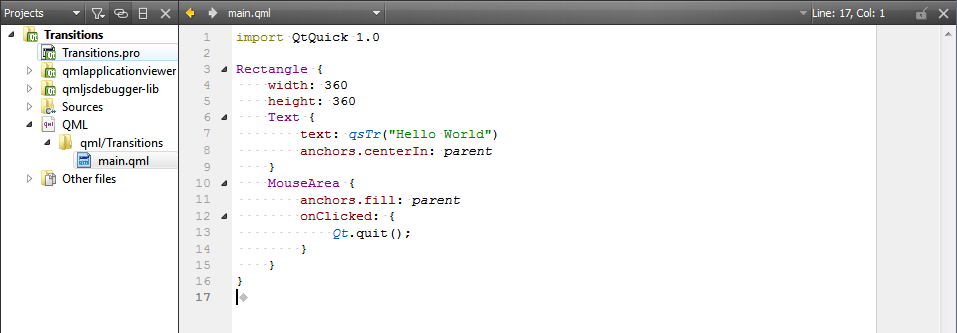 Projects
main.qml
Line: 17, Col: 1
Transitions
Transitions.pro
qmlapplicationviewer
qmljsdebugger-lib
Sources
QML
qml/Transitions
main.qml
Other files
1 import QtQuick 1.0
2
3 Rectangle {
4 width: 360
5 height: 360
6 Text {
7 text: qsTr("Hello World")
8 anchors.centerIn: parent
9 }
10 MouseArea {
11 anchors.fill: parent
12 onClicked: {
13 Qt.quit();
14 }
15 }
16 }
17